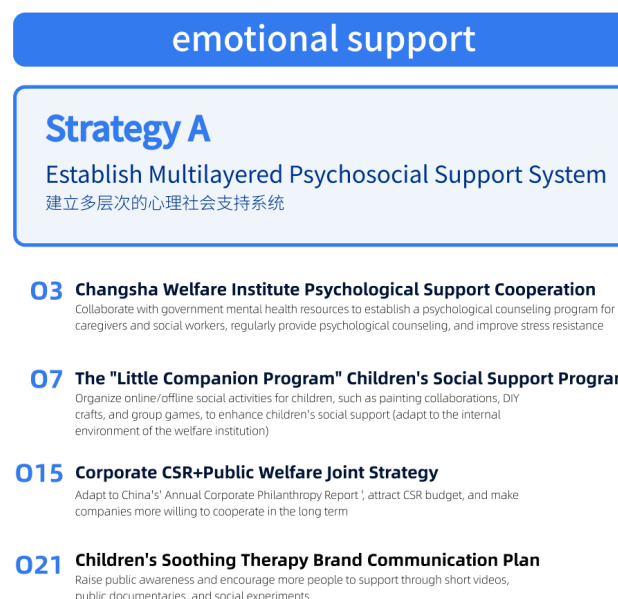 emotional support
Strategy A
Establish Multilayered Psychosocial Support System
建立多层次的心理社会支持系统
03 Changsha Welfare Institute Psychological Support Cooperation
Collaborate with government mental health resources to establish a psychological counseling program for
caregivers and social workers, regularly provide psychological counseling, and improve stress resistance
07 The "Little Companion Program" Children's Social Support Progra
Organize online/offline social activities for children, such as painting collaborations, DIY
crafts, and group games, to enhance children's social support (adapt to the internal
environment of the welfare institution)
015 Corporate CSR+Public Welfare Joint Strategy
Adapt to China's' Annual Corporate Philanthropy Report ', attract CSR budget, and make
companies more willing to cooperate in the long term
021 Children's Soothing Therapy Brand Communication Plan
Raise public awareness and encourage more people to support through short videos,
public documentaries, and social experiments